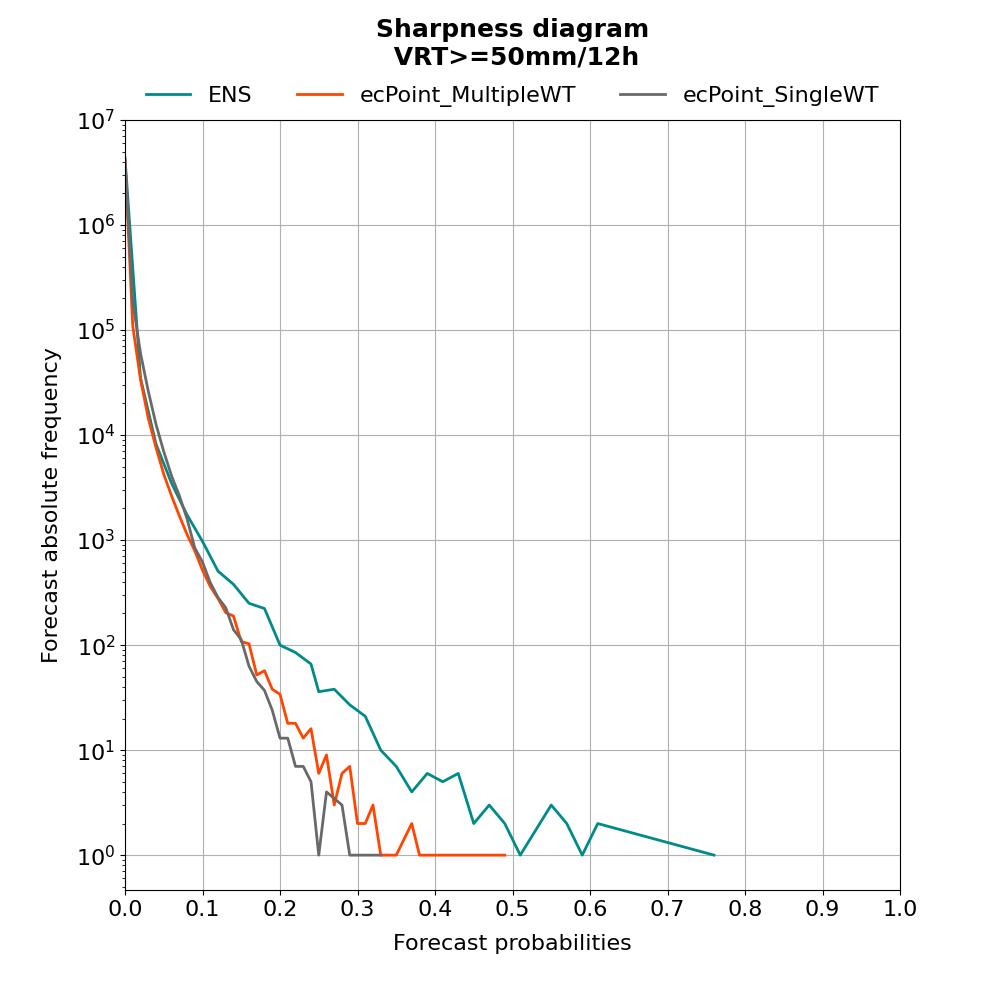 Sharpness diagram
VRT>=50mm/12h
ENS ecPoint_MultipleWT ecPoint_SingleWT
10⁷
10⁶
10⁵
10⁴
10³
10²
10¹
10⁰
Forecast absolute frequency
0.0 0.1 0.2 0.3 0.4 0.5 0.6 0.7 0.8 0.9 1.0
Forecast probabilities